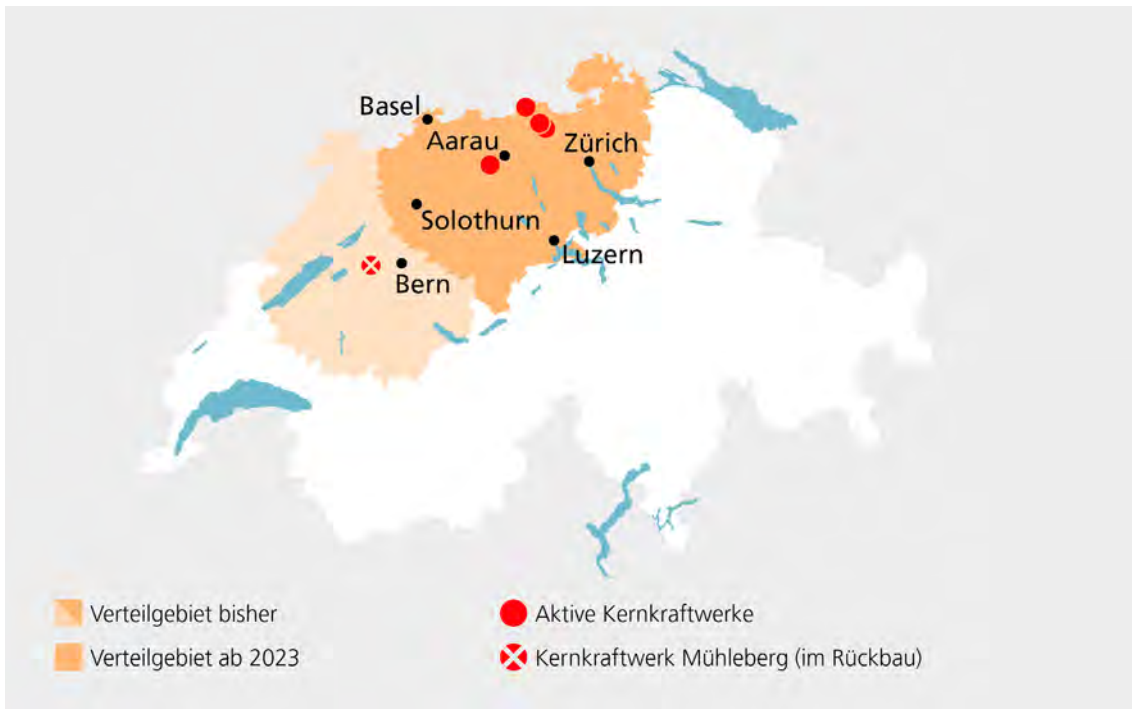 Basel
Aarau
Zürich
Solothurn
Luzern
Bern
Verteilgebiet bisher
Verteilgebiet ab 2023
Aktive Kernkraftwerke
Kernkraftwerk Mühleberg (im Rückbau)